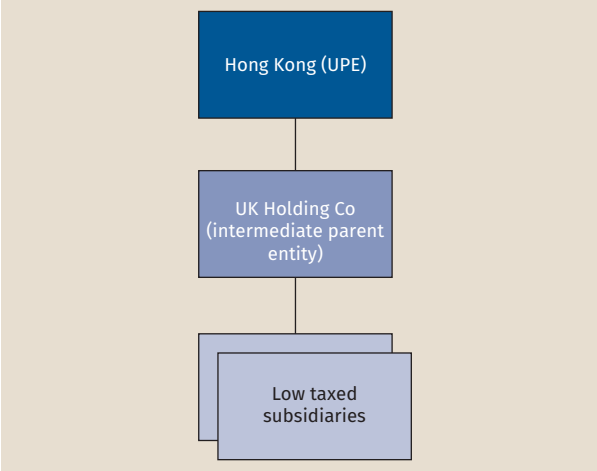 Hong Kong (UPE)
UK Holding Co
(intermediate parent
entity)
Low taxed
subsidiaries